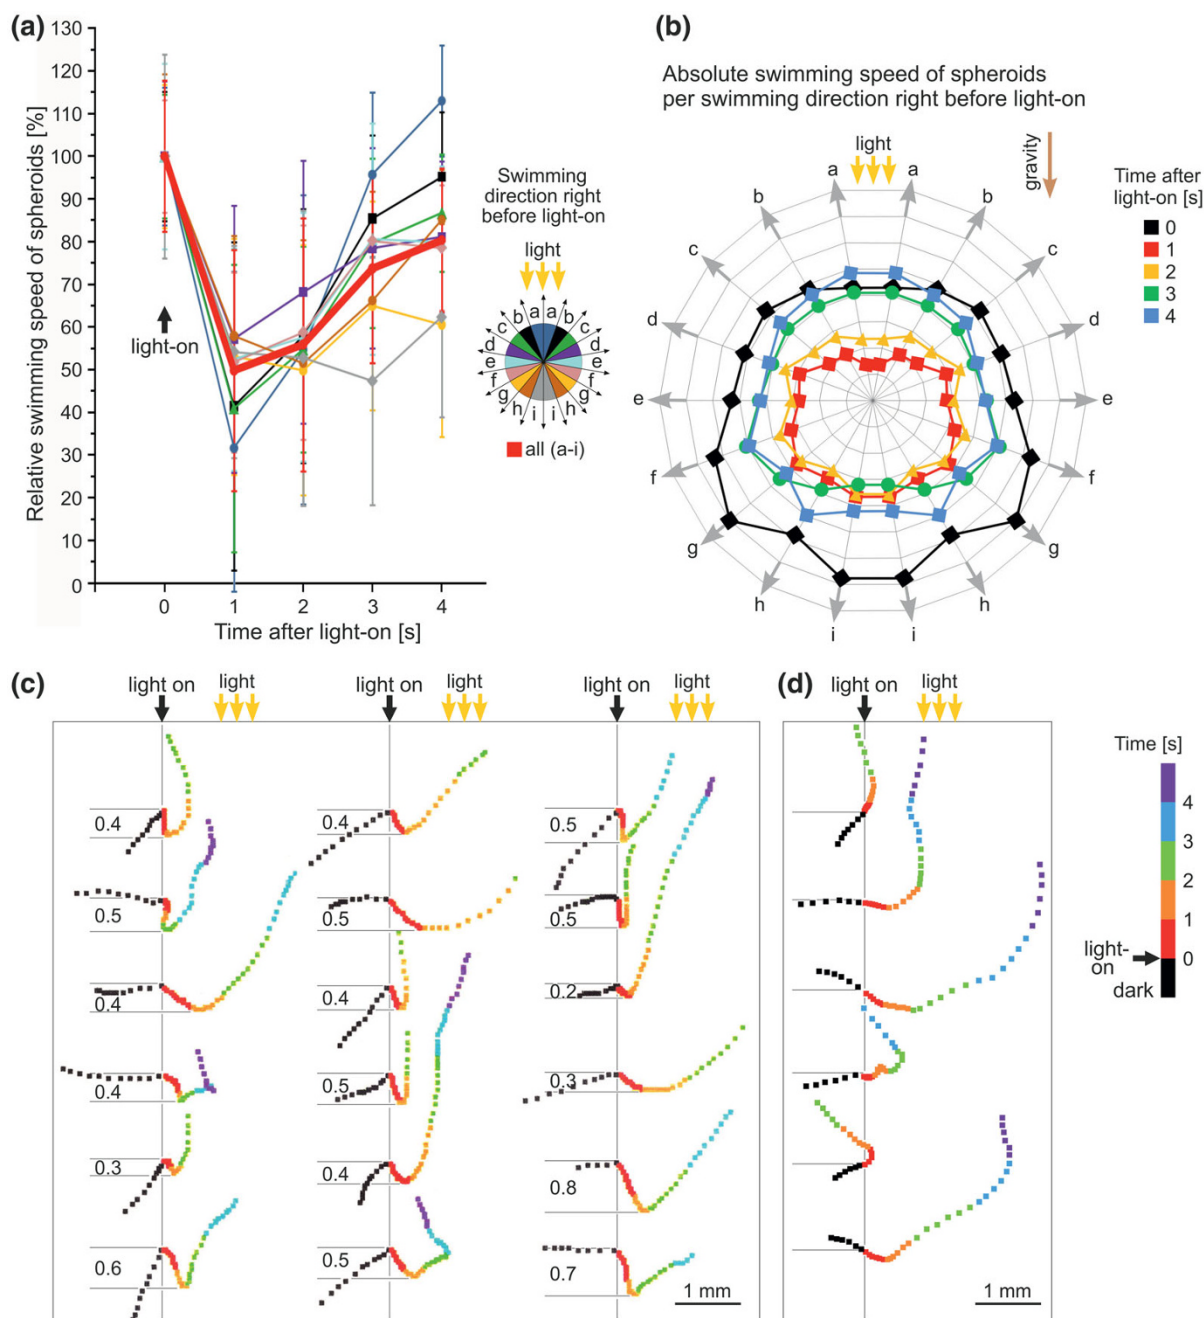 (a)
130
120
110
100
90
80
70
60
50
40
30
20
10
0
Relative swimming speed of spheroids [%]
light-on
0 1 2 3 4
Time after light-on [s]
Swimming
direction right
before light-on
light
a a
b b
c c
d d
e e
f f
g g
h h
i i
all (a-i)
(b)
Absolute swimming speed of spheroids
per swimming direction right before light-on
light
gravity
a a
b b
c c
d d
e e
f f
g g
h h
i i
Time after
light-on [s]
0
1
2
3
4
(c)
light on light
light on light
light on light
0.4
0.5
0.4
0.4
0.3
0.6
0.4
0.5
0.4
0.5
0.4
0.5
0.5
0.5
0.2
0.3
0.8
0.7
1 mm
(d)
light on light
1 mm
Time [s]
4
3
2
1
0
light-
on
dark